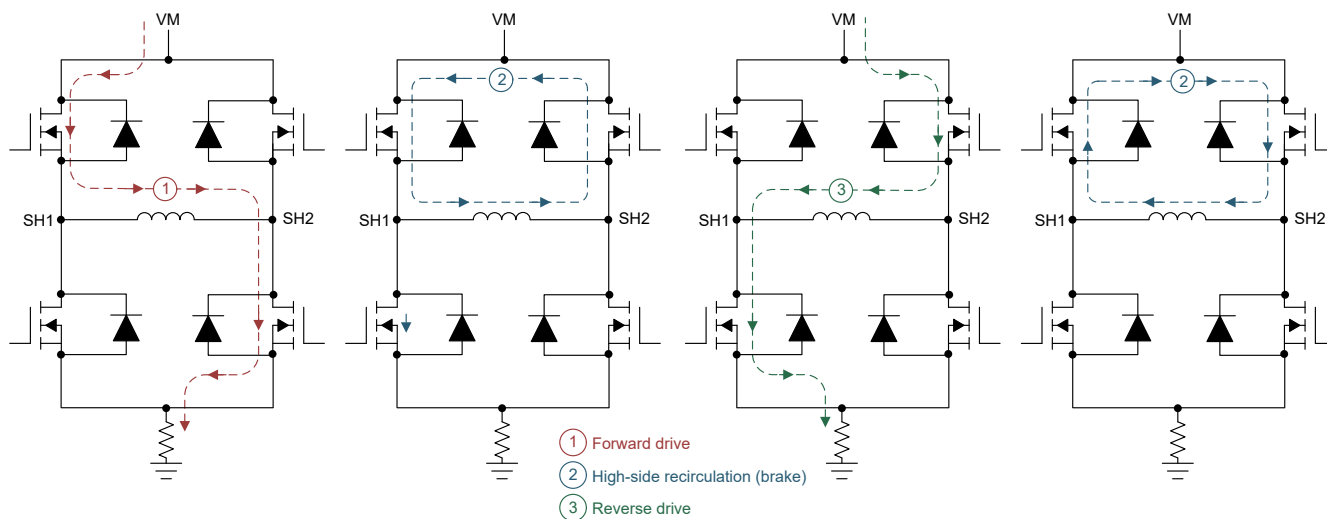 VM
VM
VM
VM
2
2
1
3
SH1
SH2
SH1
SH2
SH1
SH2
SH1
SH2
1 Forward drive
2 High-side recirculation (brake)
3 Reverse drive